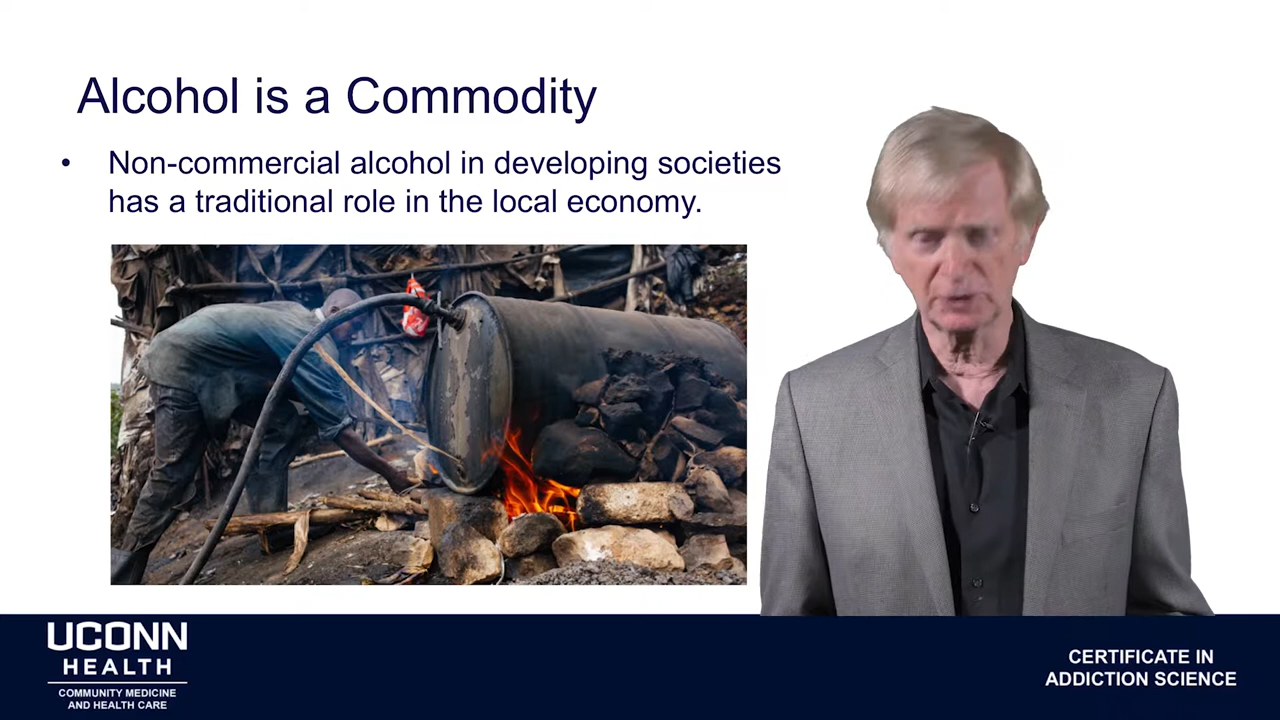 Alcohol is a Commodity
• Non-commercial alcohol in developing societies
has a traditional role in the local economy.
UCONN
HEALTH
COMMUNITY MEDICINE
AND HEALTH CARE
CERTIFICATE IN
ADDICTION SCIENCE